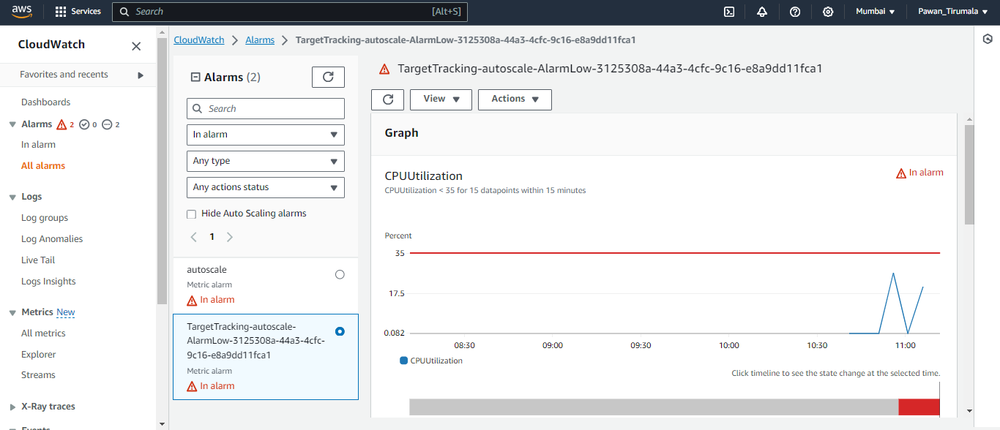 aws
Services
Search
[Alt+S]
Mumbai
Pawan_Tirumala
CloudWatch
Favorites and recents
Dashboards
Alarms 2 0 2
In alarm
All alarms
Logs
Log groups
Log Anomalies
Live Tail
Logs Insights
Metrics New
All metrics
Explorer
Streams
X-Ray traces
Events
CloudWatch
Alarms
TargetTracking-autoscale-AlarmLow-3125308a-44a3-4cfc-9c16-e8a9dd11fca1
Alarms (2)
Search
In alarm
Any type
Any actions status
Hide Auto Scaling alarms
1
autoscale
Metric alarm
In alarm
TargetTracking-autoscale-
AlarmLow-3125308a-44a3-4cfc-
9c16-e8a9dd11fca1
Metric alarm
In alarm
TargetTracking-autoscale-AlarmLow-3125308a-44a3-4cfc-9c16-e8a9dd11fca1
View
Actions
Graph
CPUUtilization
In alarm
CPUUtilization < 35 for 15 datapoints within 15 minutes
Percent
35
17.5
0.082
08:30
09:00
09:30
10:00
10:30
11:00
CPUUtilization
Click timeline to see the state change at the selected time.